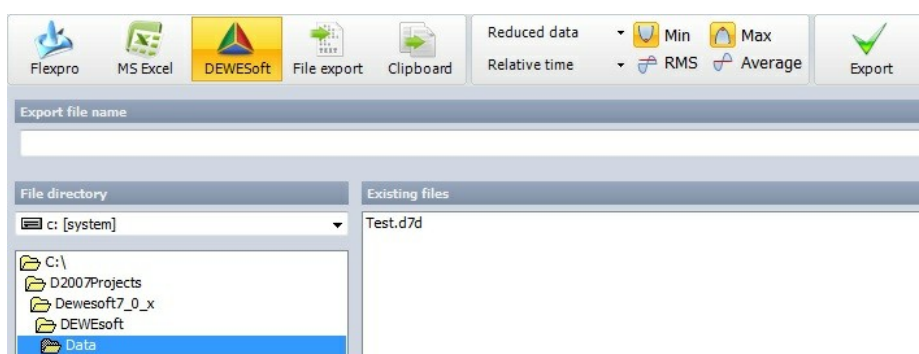 Reduced data Min Max
Flexpro MS Excel DEWESoft File export Clipboard Relative time RMS Average Export
Export file name
File directory Existing files
c: [system] Test.d7d
C:\
D2007Projects
Dewesoft7_0_x
DEWEsoft
Data